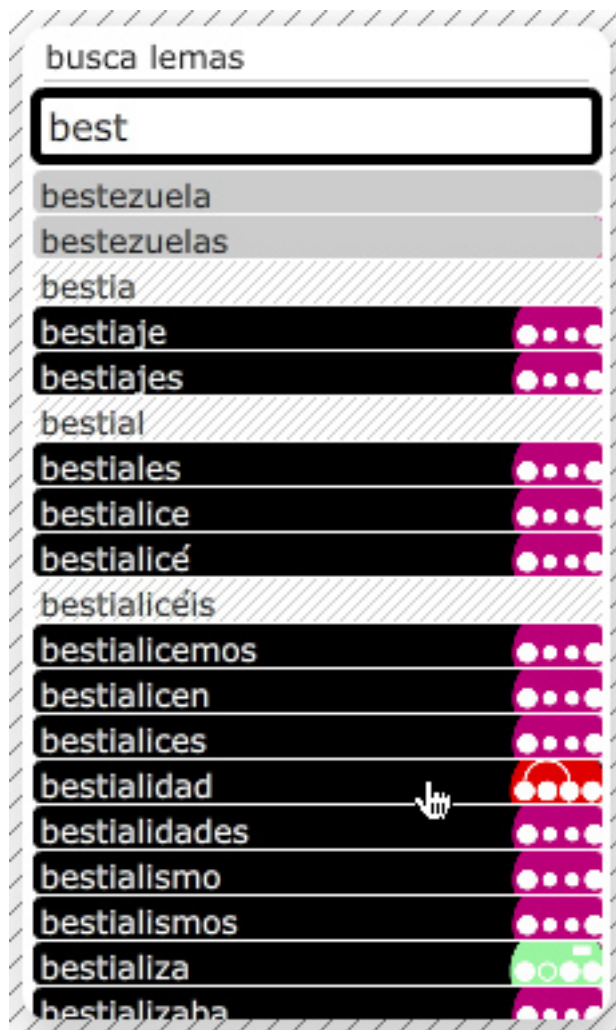 busca lemas
best
bestezuela
bestezuelas
bestia
bestiaje
bestiajes
bestial
bestiales
bestialice
bestialicé
bestialicéis
bestialicemos
bestialicen
bestialices
bestialidad
bestialidades
bestialismo
bestialismos
bestializa
bestializaba